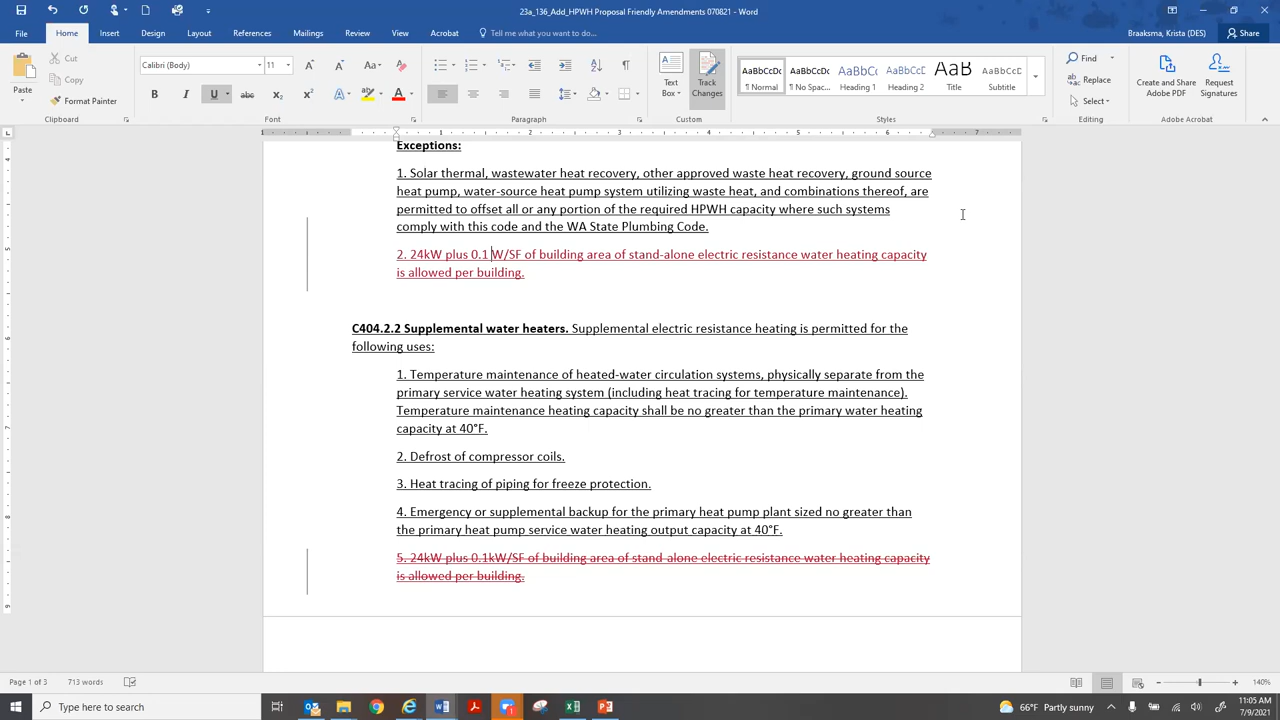 23a_136_Add_HPWH Proposal 070821 - Word
Braaksma, Krista (DES)
File Home Insert Draw Design Layout References Mailings Review View Help Acrobat Tell me what you want to do... Share
Paste
Cut
Copy
Format Painter
Clipboard
Calibri (Body) 11
Font
Paragraph
Text Box
Track Changes
Custom
AaBbCcDc ¶ Normal
AaBbCcDc ¶ No Spac...
AaBbCc Heading 1
AaBbCcD Heading 2
AaB Title
AaBbCcD Subtitle
Styles
Find
Replace
Select
Editing
Create and Share Adobe PDF
Request Signatures
Adobe Acrobat
Exceptions:
1. Solar thermal, wastewater heat recovery, other approved waste heat recovery, ground source
heat pump, water-source heat pump system utilizing waste heat, and combinations thereof, are
permitted to offset all or any portion of the required HPWH capacity where such systems
comply with this code and the WA State Plumbing Code.
2. 24kW plus 0.1 W/SF of building area of stand-alone electric resistance water heating capacity
is allowed per building.
C404.2.2 Supplemental water heaters. Supplemental electric resistance heating is permitted for the
following uses:
1. Temperature maintenance of heated-water circulation systems, physically separate from the
primary service water heating system (including heat tracing for temperature maintenance).
Temperature maintenance heating capacity shall be no greater than the primary water heating
capacity at 40°F.
2. Defrost of compressor coils.
3. Heat tracing of piping for freeze protection.
4. Emergency or supplemental backup for the primary heat pump plant sized no greater than
the primary heat pump service water heating output capacity at 40°F.
5. 24kW plus 0.1kW/SF of building area of stand-alone electric resistance water heating capacity
is allowed per building.
Page 1 of 3 713 words 140%
Type here to search
66°F Partly sunny
11:05 AM
7/9/2021